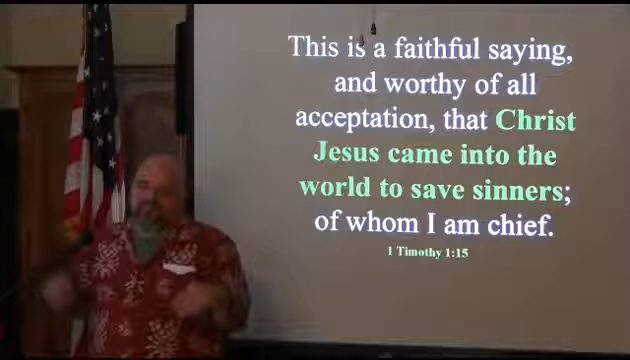 This is a faithful saying,
and worthy of all
acceptation, that Christ
Jesus came into the
world to save sinners;
of whom I am chief.
1 Timothy 1:15